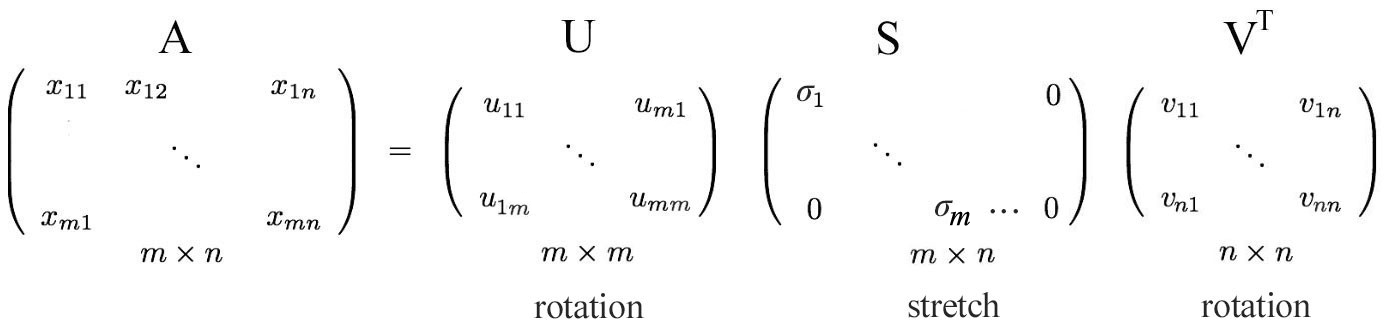 A U S Vᵀ
x₁₁ x₁₂ x₁ₙ u₁₁ uₘ₁ σ₁ 0 v₁₁ v₁ₙ
⋱ = ⋱ ⋱ ⋱
xₘ₁ xₘₙ u₁ₘ uₘₘ 0 σₘ ⋯ 0 vₙ₁ vₙₙ
m × n m × m m × n n × n
rotation stretch rotation